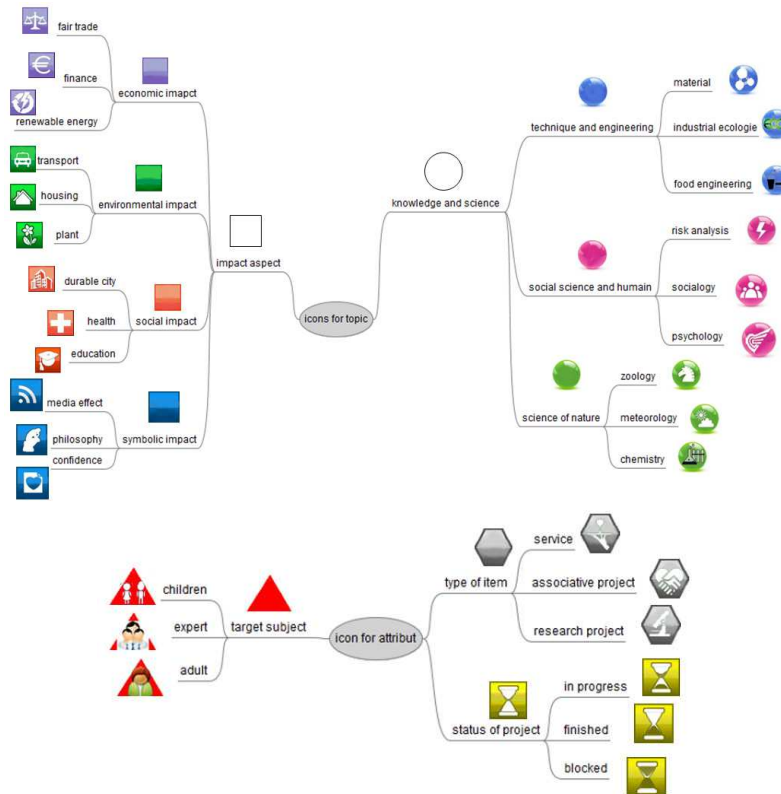 fair trade
finance
economic imapct
renewable energy
transport
housing
environmental impact
plant
impact aspect
durable city
health
social impact
education
media effect
philosophy
symbolic impact
confidence
icons for topic
knowledge and science
material
technique and engineering
industrial ecologie
food engineering
risk analysis
social science and humain
socialogy
psychology
zoology
science of nature
meteorology
chemistry
children
expert
target subject
adult
icon for attribut
service
type of item
associative project
research project
in progress
status of project
finished
blocked